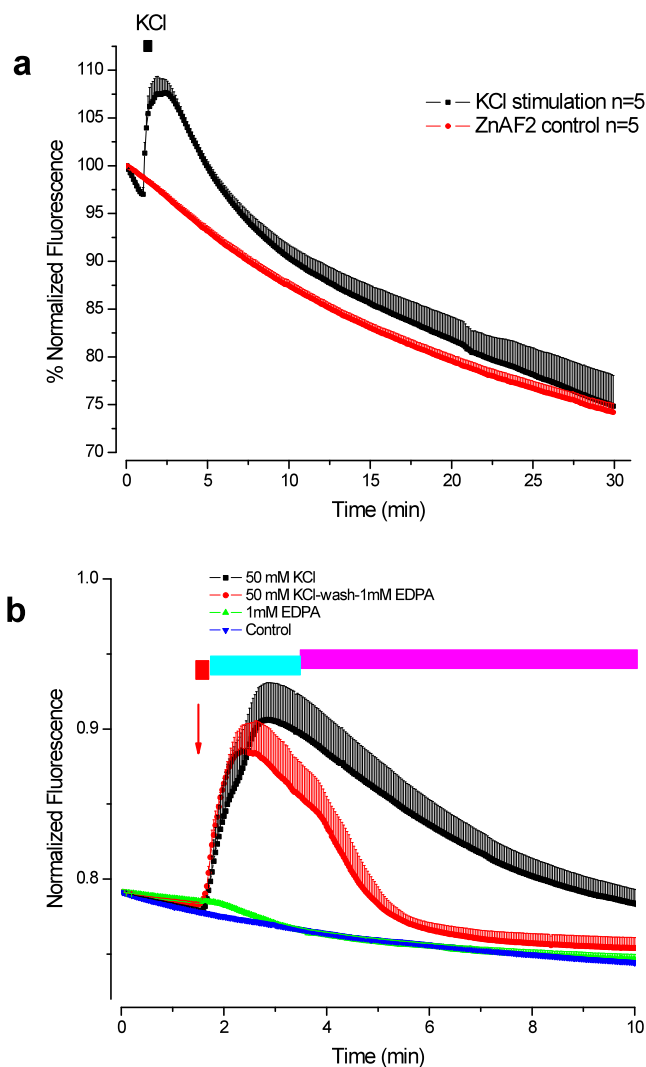 KCl
a
110
105
100
95
90
85
80
75
70
% Normalized Fluorescence
KCl stimulation n=5
ZnAF2 control n=5
0
5
10
15
20
25
30
Time (min)
b
1.0
0.9
0.8
Normalized Fluorescence
50 mM KCl
50 mM KCl-wash-1mM EDPA
1mM EDPA
Control
0
2
4
6
8
10
Time (min)